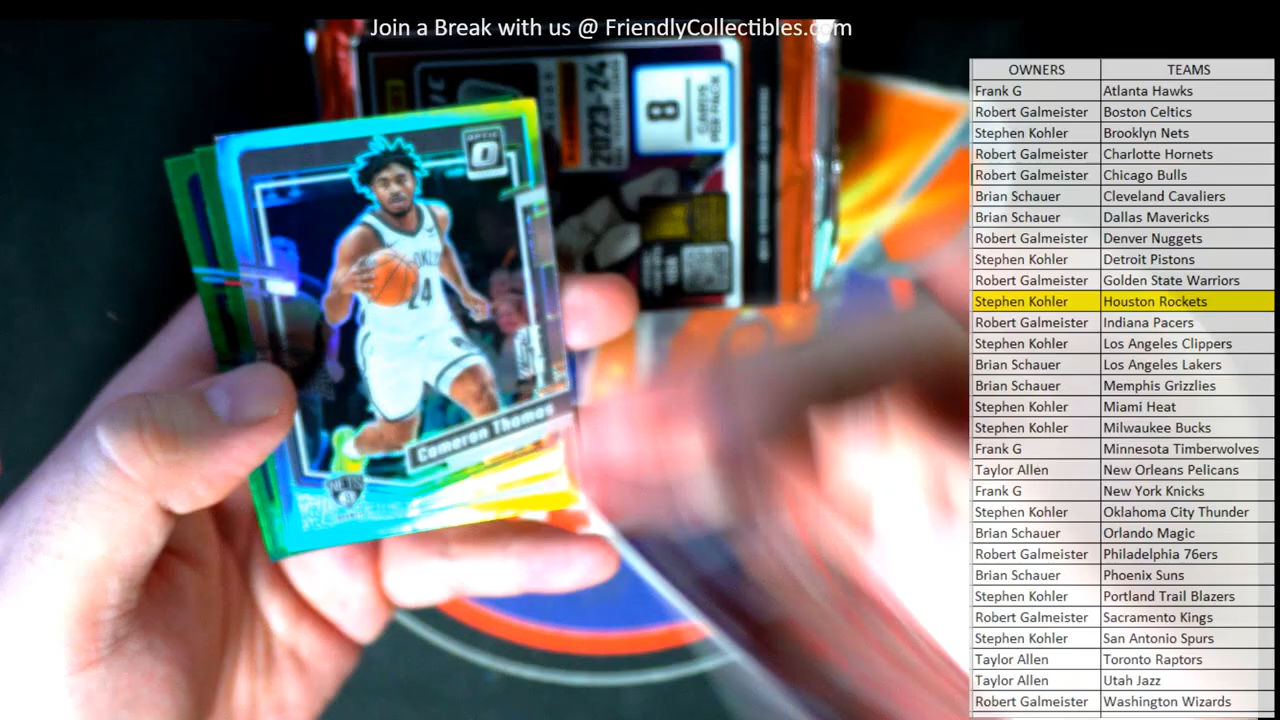 Join a Break with us @ FriendlyCollectibles.com
OPTIC
2023-24
8
CARDS
PER PACK
24
Cameron Thomas
NETS
OWNERS TEAMS
Frank G Atlanta Hawks
Robert Galmeister Boston Celtics
Stephen Kohler Brooklyn Nets
Robert Galmeister Charlotte Hornets
Robert Galmeister Chicago Bulls
Brian Schauer Cleveland Cavaliers
Brian Schauer Dallas Mavericks
Robert Galmeister Denver Nuggets
Stephen Kohler Detroit Pistons
Robert Galmeister Golden State Warriors
Stephen Kohler Houston Rockets
Robert Galmeister Indiana Pacers
Stephen Kohler Los Angeles Clippers
Brian Schauer Los Angeles Lakers
Brian Schauer Memphis Grizzlies
Stephen Kohler Miami Heat
Stephen Kohler Milwaukee Bucks
Frank G Minnesota Timberwolves
Taylor Allen New Orleans Pelicans
Frank G New York Knicks
Stephen Kohler Oklahoma City Thunder
Brian Schauer Orlando Magic
Robert Galmeister Philadelphia 76ers
Brian Schauer Phoenix Suns
Stephen Kohler Portland Trail Blazers
Robert Galmeister Sacramento Kings
Stephen Kohler San Antonio Spurs
Taylor Allen Toronto Raptors
Taylor Allen Utah Jazz
Robert Galmeister Washington Wizards